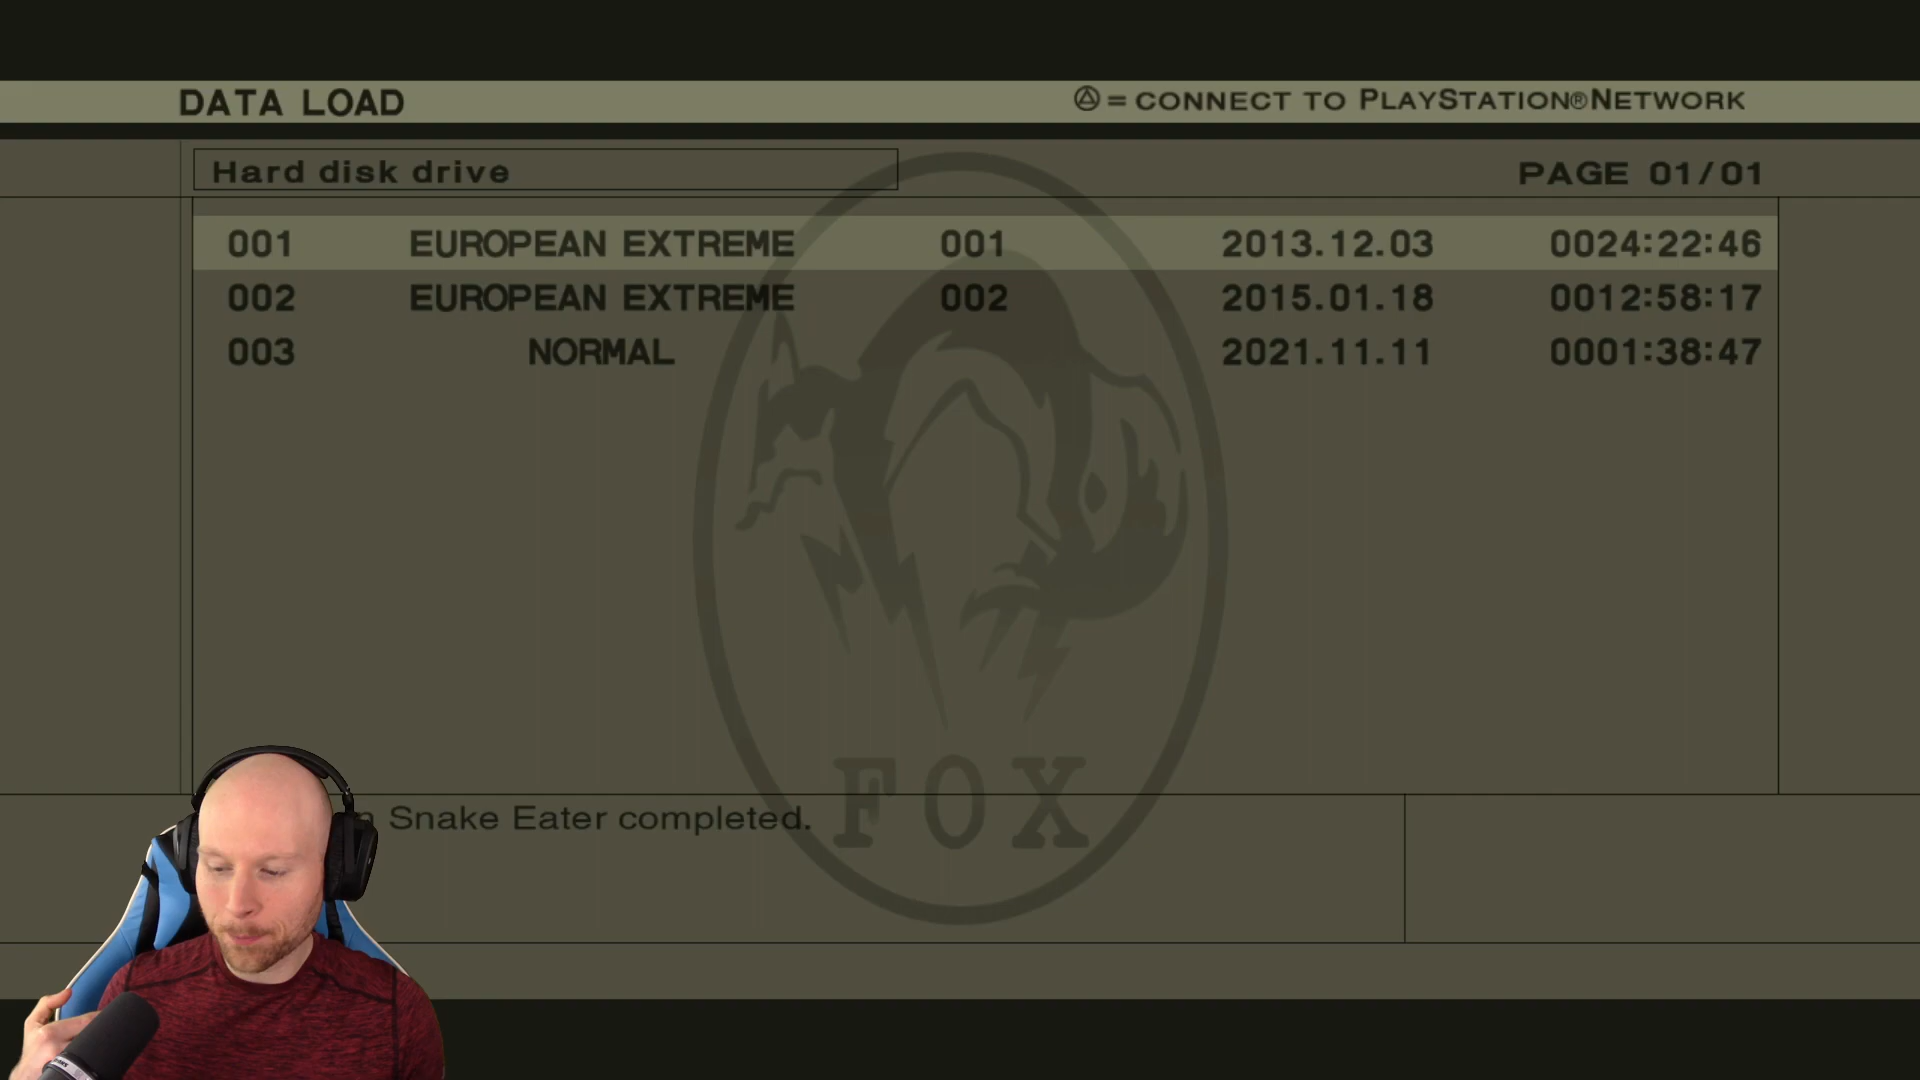 DATA LOAD
Ⓐ = CONNECT TO PLAYSTATION®NETWORK
Hard disk drive
PAGE 01/01
001 EUROPEAN EXTREME 001 2013.12.03 0024:22:46
002 EUROPEAN EXTREME 002 2015.01.18 0012:58:17
003 NORMAL 2021.11.11 0001:38:47
Snake Eater completed.
FOX